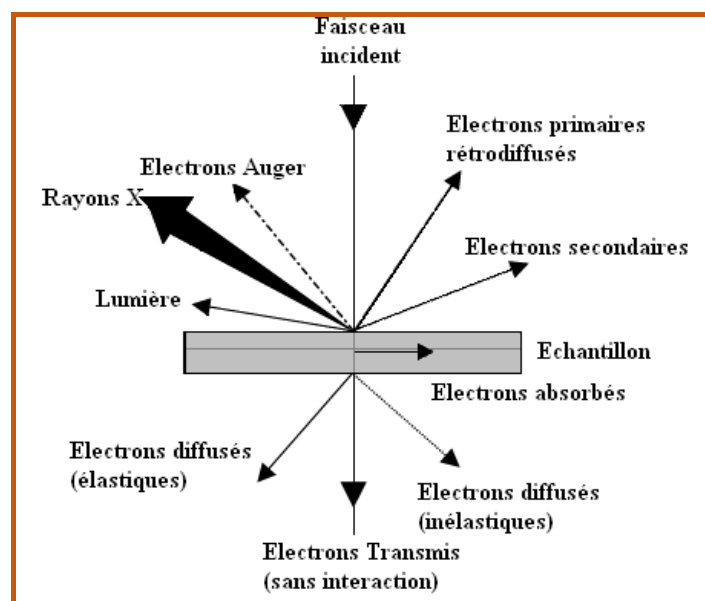 Faisceau
incident
Electrons primaires
rétrodiffusés
Electrons Auger
Rayons X
Electrons secondaires
Lumière
Echantillon
Electrons absorbés
Electrons diffusés
(élastiques)
Electrons diffusés
(inélastiques)
Electrons Transmis
(sans interaction)